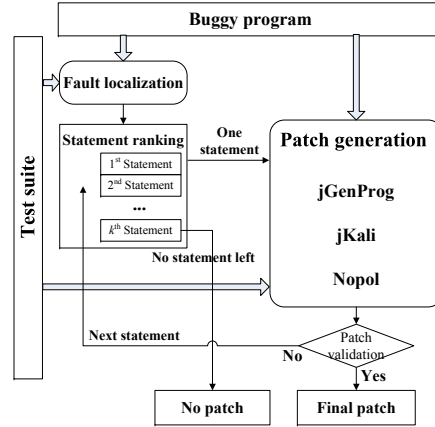 Buggy program
Test suite
Fault localization
Statement ranking
1st Statement
2nd Statement
...
kth Statement
One
statement
Patch generation
jGenProg
jKali
Nopol
No statement left
Next statement
No
Patch
validation
Yes
No patch
Final patch